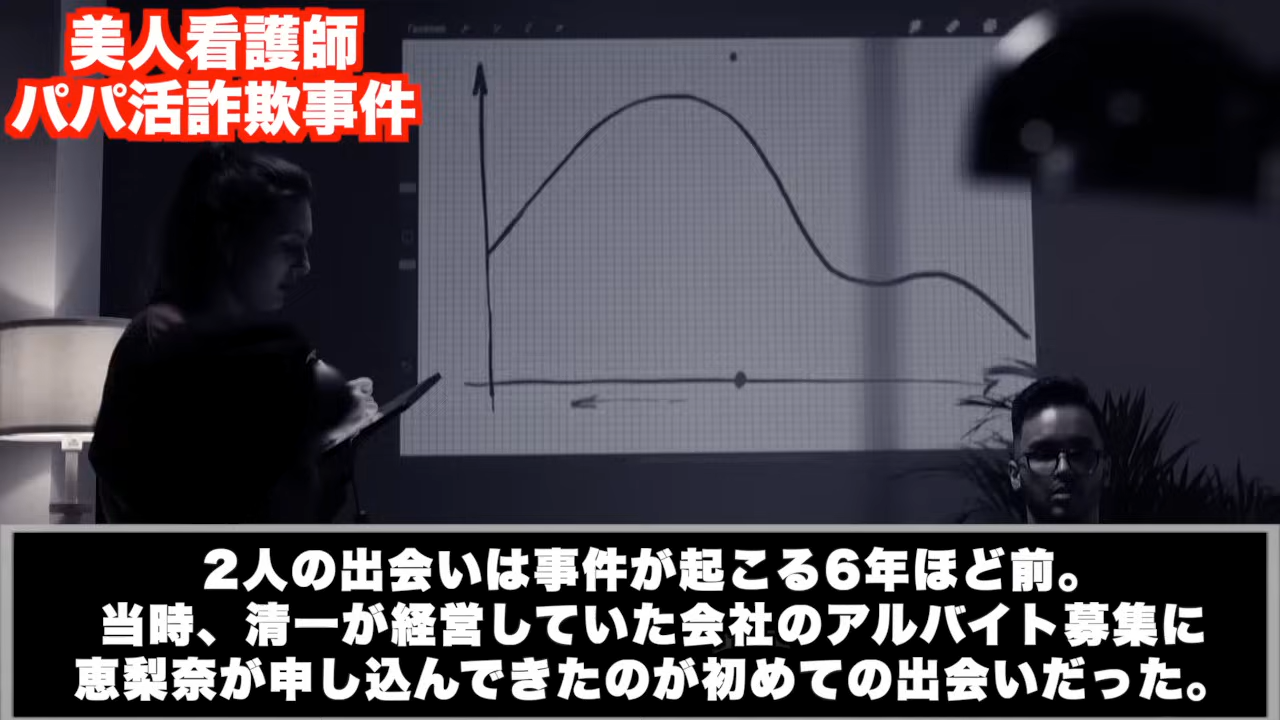 美人看護師
パパ活詐欺事件
2人の出会いは事件が起こる6年ほど前。
当時、清一が経営していた会社のアルバイト募集に
恵梨奈が申し込んできたのが初めての出会いだった。